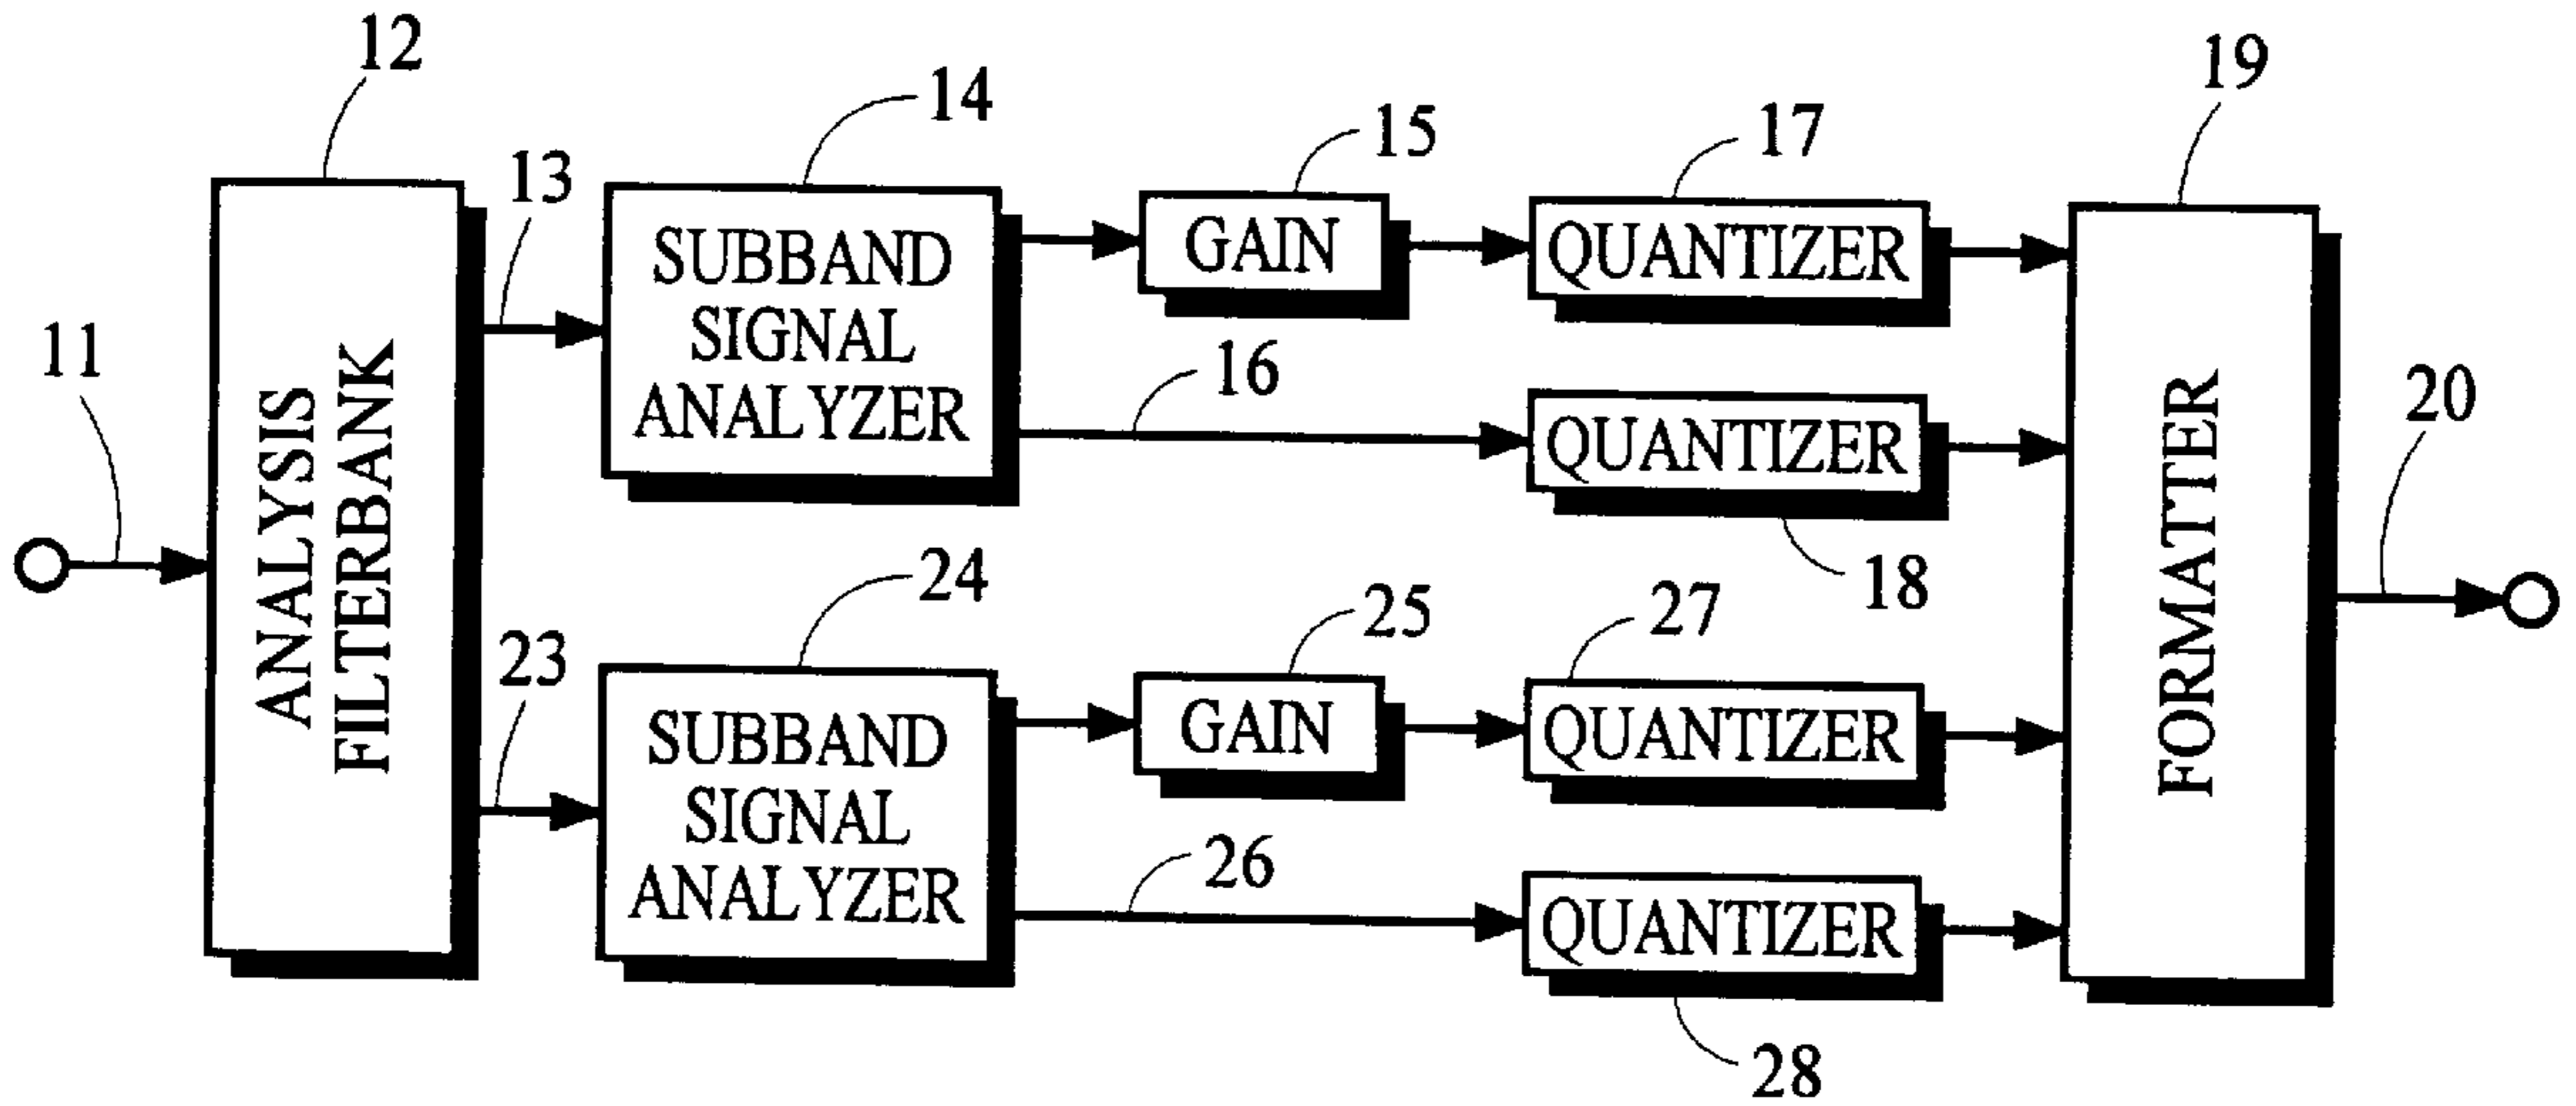 12
14
19
15
17
13
SUBBAND
SIGNAL
ANALYZER
GAIN
QUANTIZER
11
16
QUANTIZER
20
ANALYSIS
FILTERBANK
FORMATTER
24
18
25
27
23
SUBBAND
SIGNAL
ANALYZER
GAIN
QUANTIZER
26
QUANTIZER
28